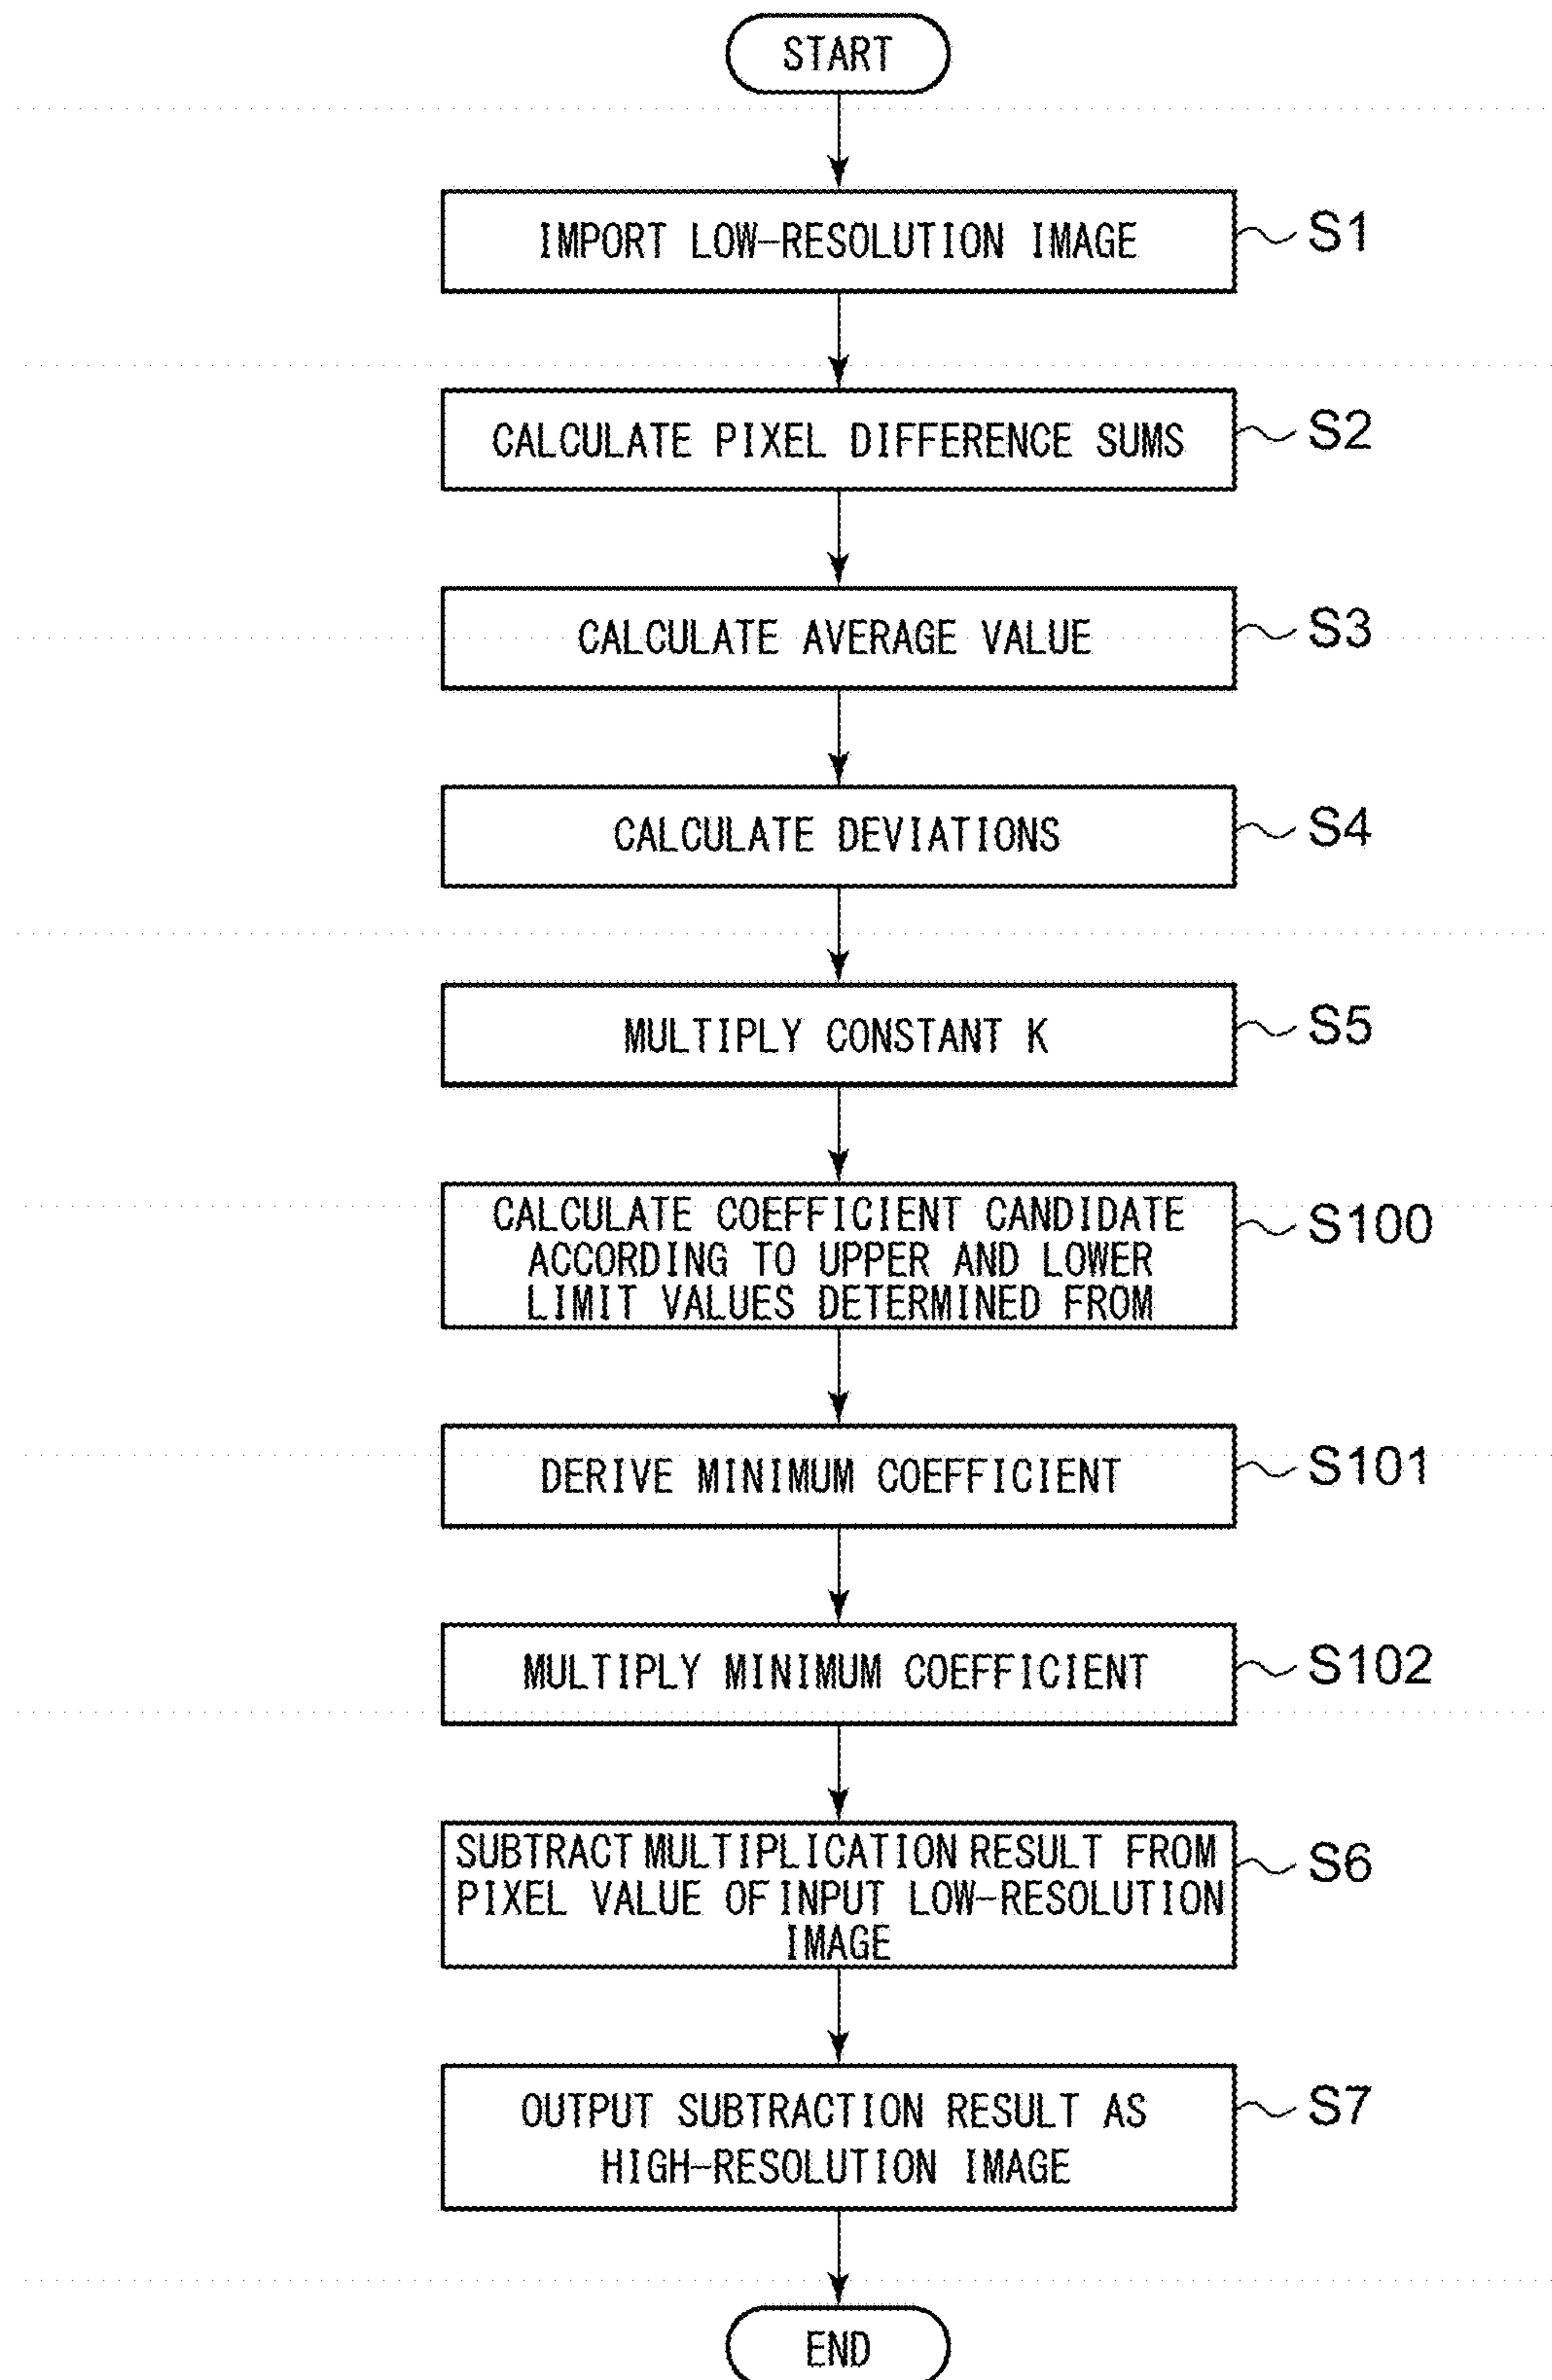 START
IMPORT LOW-RESOLUTION IMAGE
S1
CALCULATE PIXEL DIFFERENCE SUMS
S2
CALCULATE AVERAGE VALUE
S3
CALCULATE DEVIATIONS
S4
MULTIPLY CONSTANT K
S5
CALCULATE COEFFICIENT CANDIDATE
ACCORDING TO UPPER AND LOWER
LIMIT VALUES DETERMINED FROM
S100
DERIVE MINIMUM COEFFICIENT
S101
MULTIPLY MINIMUM COEFFICIENT
S102
SUBTRACT MULTIPLICATION RESULT FROM
PIXEL VALUE OF INPUT LOW-RESOLUTION
IMAGE
S6
OUTPUT SUBTRACTION RESULT AS
HIGH-RESOLUTION IMAGE
S7
END